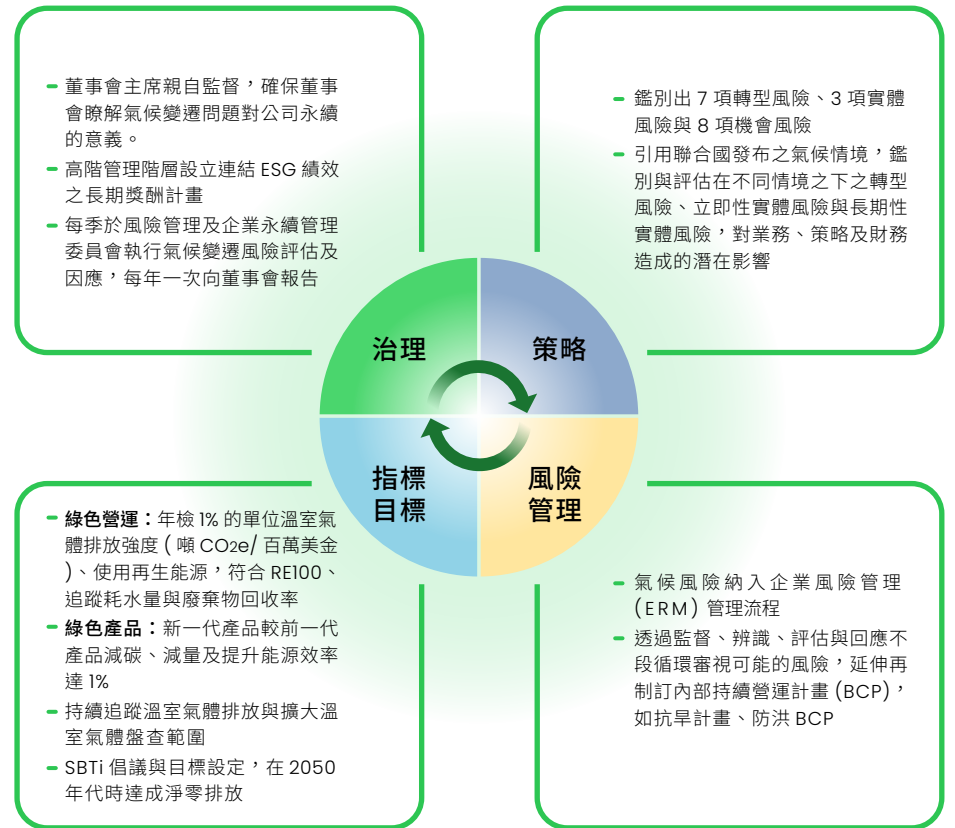 - 董事會主席親自監督，確保董事
會瞭解氣候變遷問題對公司永續
的意義。
- 高階管理階層設立連結 ESG 績效
之長期獎酬計畫
- 每季於風險管理及企業永續管理
委員會執行氣候變遷風險評估及
因應，每年一次向董事會報告
- 鑑別出 7 項轉型風險、3 項實體
風險與 8 項機會風險
- 引用聯合國發布之氣候情境，鑑
別與評估在不同情境之下之轉型
風險、立即性實體風險與長期性
實體風險，對業務、策略及財務
造成的潛在影響
治理
策略
指標
目標
風險
管理
- 綠色營運：年檢 1% 的單位溫室氣
體排放強度 ( 噸 CO2e/ 百萬美金
)、使用再生能源，符合 RE100、
追蹤耗水量與廢棄物回收率
- 綠色產品：新一代產品較前一代
產品減碳、減量及提升能源效率
達 1%
- 持續追蹤溫室氣體排放與擴大溫
室氣體盤查範圍
- SBTi 倡議與目標設定，在 2050
年代時達成淨零排放
- 氣候風險納入企業風險管理
(ERM) 管理流程
- 透過監督、辨識、評估與回應不
段循環審視可能的風險，延伸再
制訂內部持續營運計畫 (BCP)，
如抗旱計畫、防洪 BCP